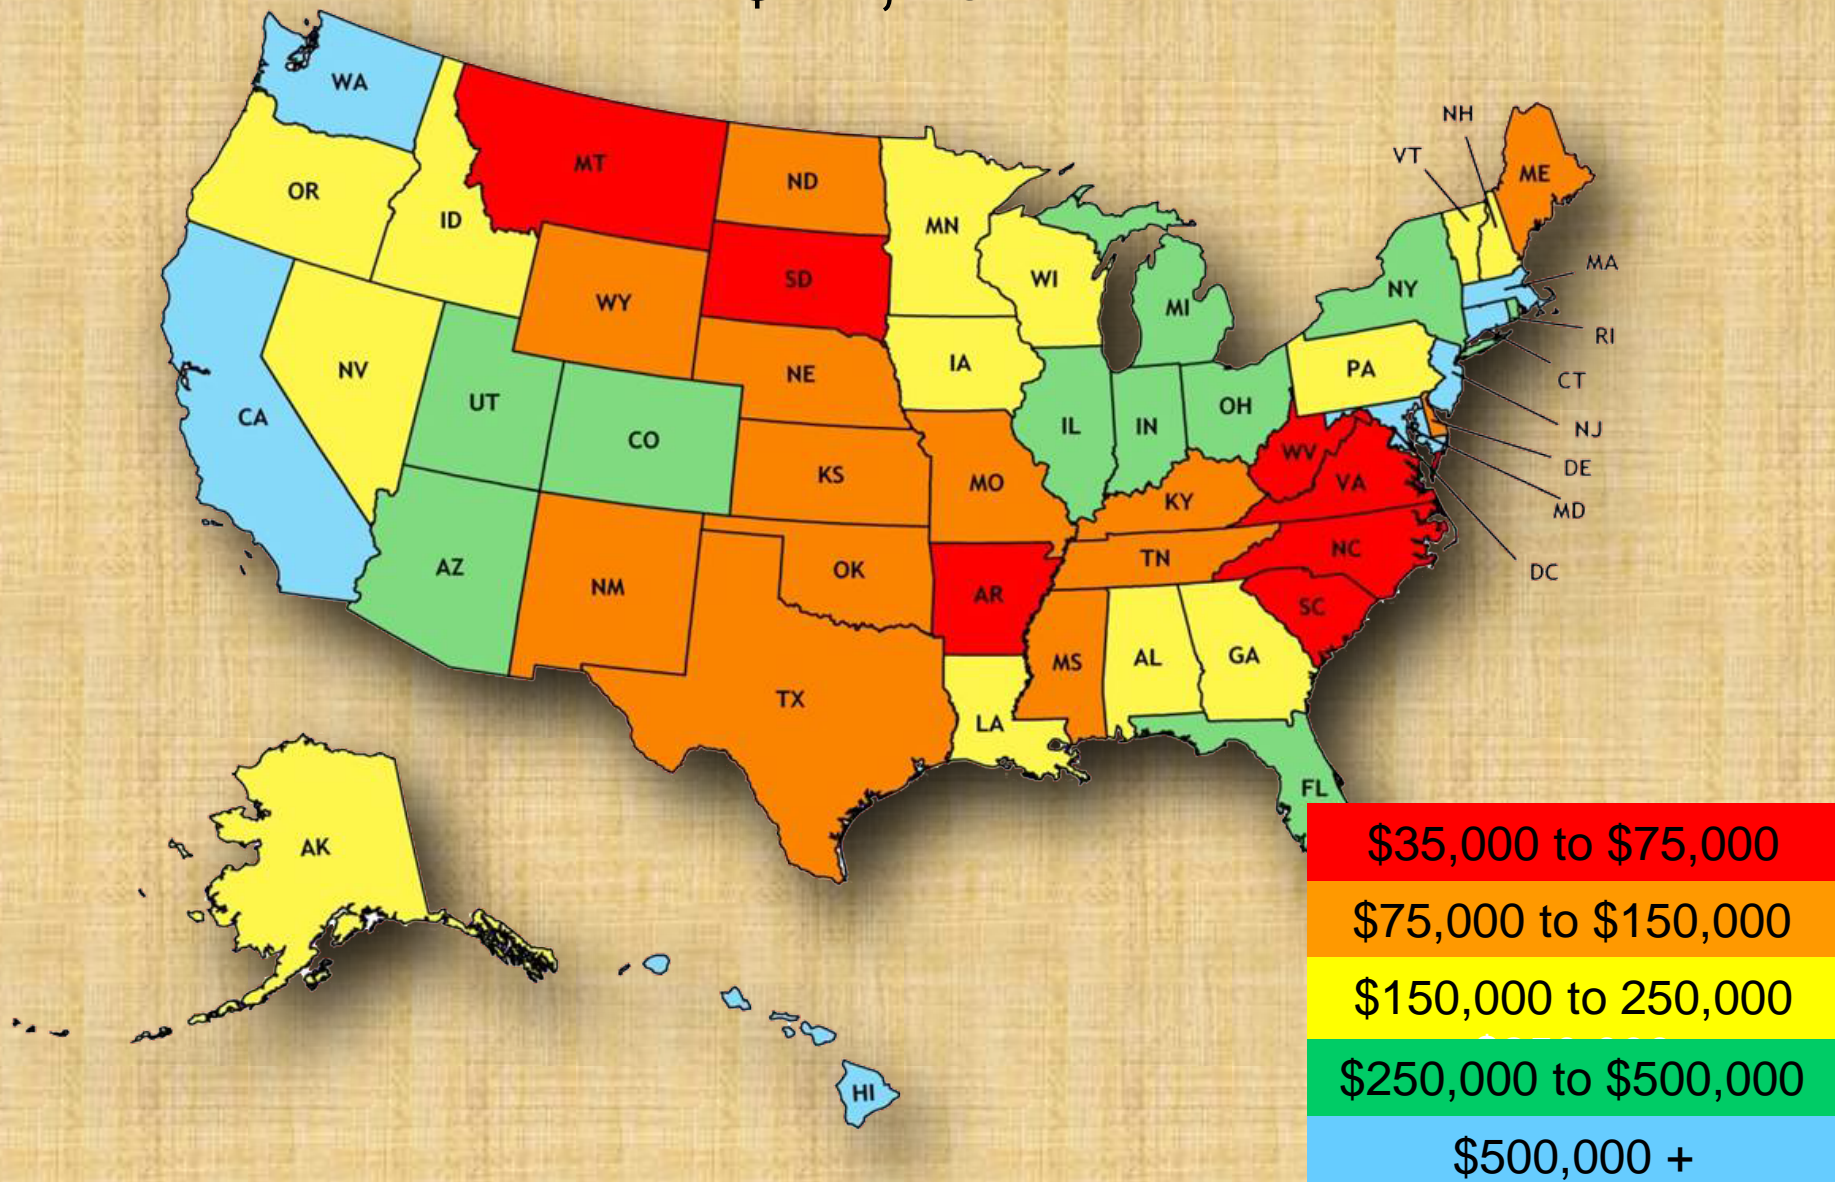 WA
NH
VT
MT
ME
ND
OR
ID
MN
MA
WI
SD
NY
WY
MI
RI
IA
PA
NV
NE
CT
UT
OH
CA
CO
IL
IN
NJ
WV
DE
KS
MO
VA
KY
MD
NC
TN
AZ
OK
DC
NM
AR
SC
GA
AL
MS
TX
LA
FL
AK
HI
$35,000 to $75,000
$75,000 to $150,000
$150,000 to 250,000
$250,000 to $500,000
$500,000 +